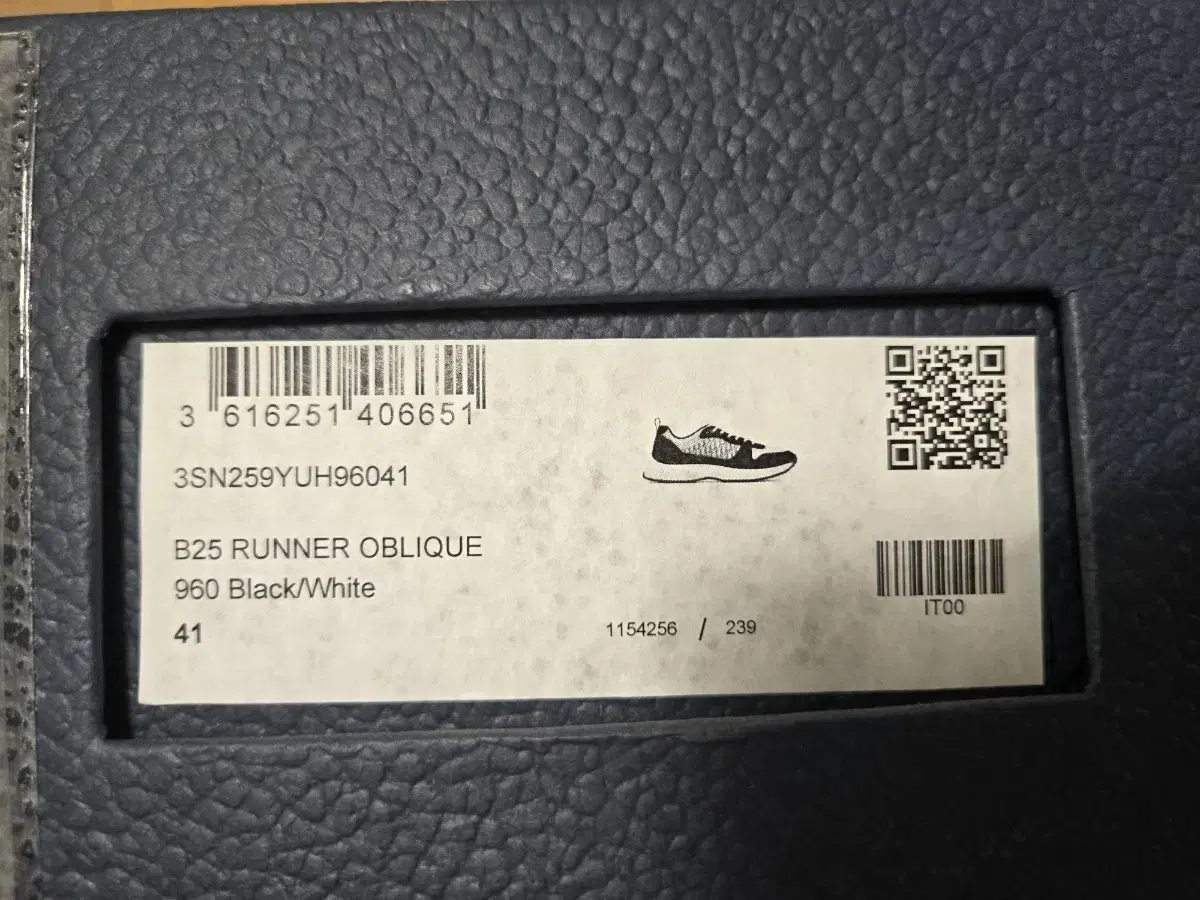 3 616251 406651
3SN259YUH96041
B25 RUNNER OBLIQUE
960 Black/White
41
1154256 / 239
IT00